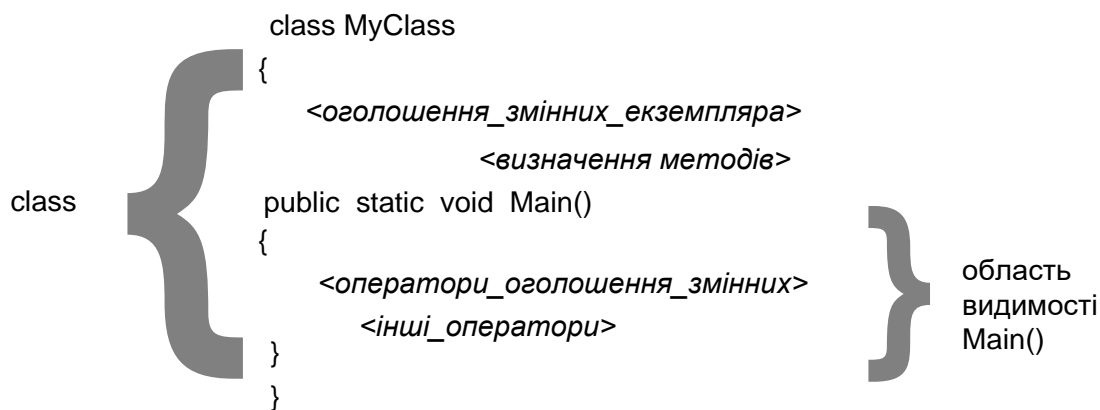 class MyClass
{
<оголошення_змінних_екземпляра>
<визначення методів>
class
public static void Main()
{
<оператори_оголошення_змінних>
<інші_оператори>
}
}
область
видимості
Main()